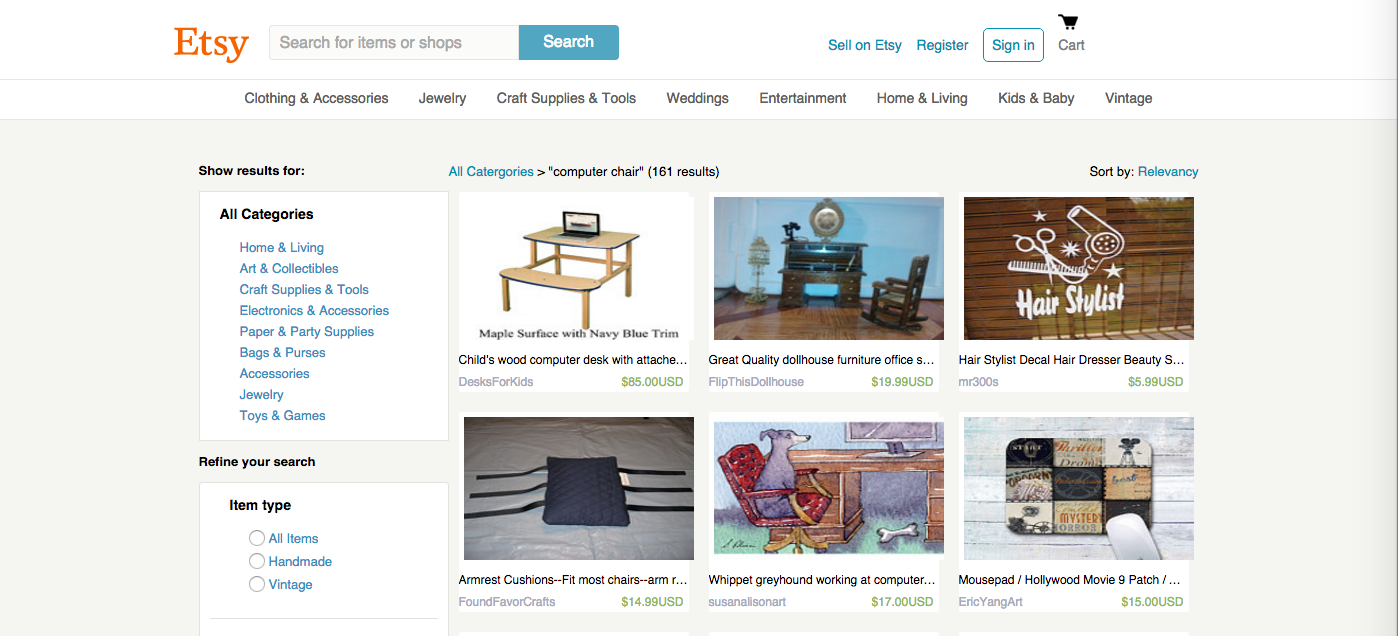 Etsy
Search for items or shops
Search
Sell on Etsy
Register
Sign in
Cart
Clothing & Accessories
Jewelry
Craft Supplies & Tools
Weddings
Entertainment
Home & Living
Kids & Baby
Vintage
Show results for:
All Catergories > "computer chair" (161 results)
Sort by: Relevancy
All Categories
Home & Living
Art & Collectibles
Craft Supplies & Tools
Electronics & Accessories
Paper & Party Supplies
Bags & Purses
Accessories
Jewelry
Toys & Games
Refine your search
Item type
All Items
Handmade
Vintage
Maple Surface with Navy Blue Trim
Child's wood computer desk with attache...
DesksForKids
$85.00USD
Great Quality dollhouse furniture office s...
FlipThisDollhouse
$19.99USD
Hair Stylist
Hair Stylist Decal Hair Dresser Beauty S...
mr300s
$5.99USD
Armrest Cushions--Fit most chairs--arm r...
FoundFavorCrafts
$14.99USD
Whippet greyhound working at computer...
susanalisonart
$17.00USD
START
Thriller
Drama
POPCORN
MYSTERY
HORROR
Mousepad / Hollywood Movie 9 Patch / ...
EricYangArt
$15.00USD